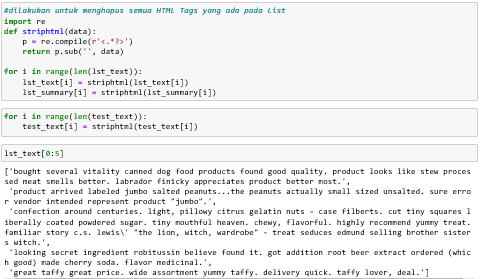 #dilakukan untuk menghapus semua HTML Tags yang ada pada List
import re
def striphtml(data):
    p = re.compile(r'<.*?>')
    return p.sub('', data)
for i in range(len(lst_text)):
    lst_text[i] = striphtml(lst_text[i])
    lst_summary[i] = striphtml(lst_summary[i])
for i in range(len(test_text)):
    test_text[i] = striphtml(test_text[i])
lst_text[0:5]
['bought several vitality canned dog food products found good quality. product looks like stew proces
sed meat smells better. labrador finicky appreciates product better most.',
 'product arrived labeled jumbo salted peanuts...the peanuts actually small sized unsalted. sure erro
r vendor intended represent product "jumbo".',
 'confection around centuries. light, pillowy citrus gelatin nuts - case filberts. cut tiny squares l
iberally coated powdered sugar. tiny mouthful heaven. chewy, flavorful. highly recommend yummy treat.
familiar story c.s. lewis\' "the lion, witch, wardrobe" - treat seduces edmund selling brother sister
s witch.',
 'looking secret ingredient robitussin believe found it. got addition root beer extract ordered (whic
h good) made cherry soda. flavor medicinal.',
 'great taffy great price. wide assortment yummy taffy. delivery quick. taffy lover, deal.']